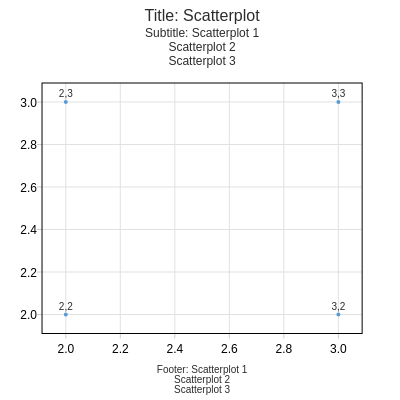 Title: Scatterplot
Subtitle: Scatterplot 1
Scatterplot 2
Scatterplot 3
2,3 3,3
3.0
2.8
2.6
2.4
2.2
2,2 3,2
2.0
2.0 2.2 2.4 2.6 2.8 3.0
Footer: Scatterplot 1
Scatterplot 2
Scatterplot 3